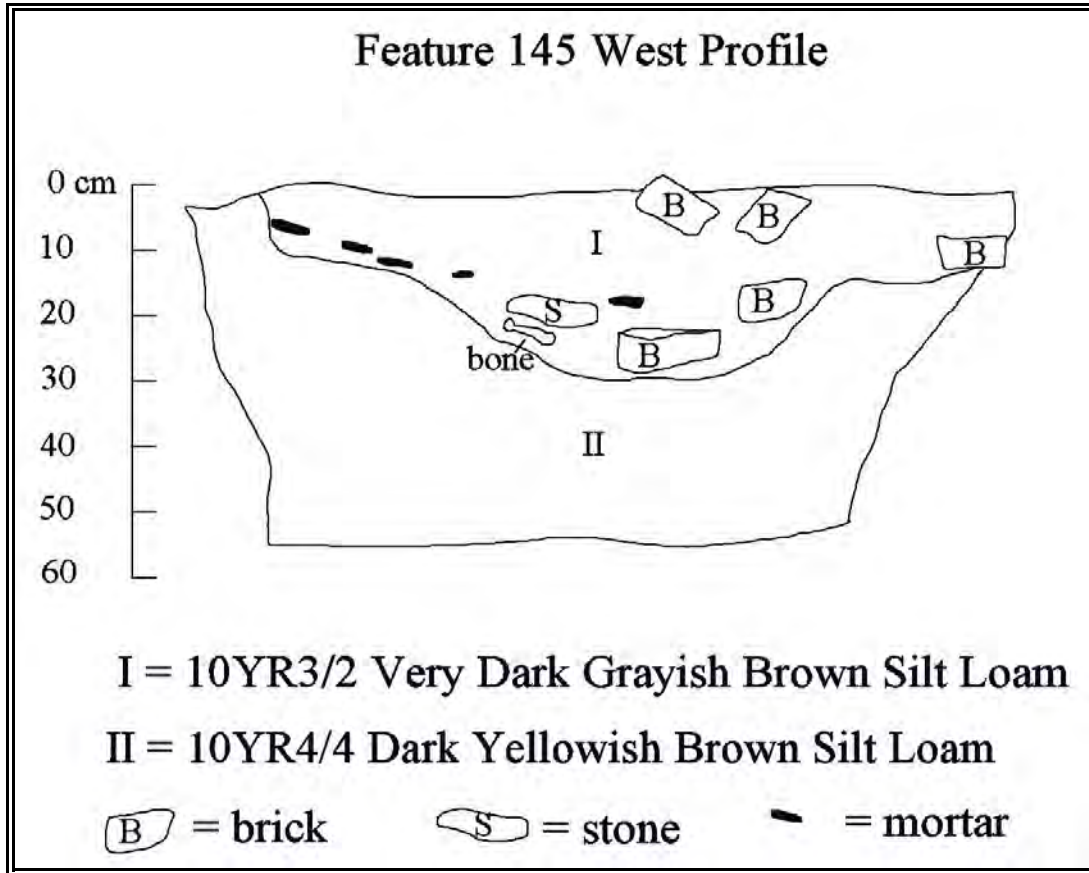 Feature 145 West Profile
0 cm
10
20
30
40
50
60
B
B
I
B
B
S
B
bone
II
I = 10YR3/2 Very Dark Grayish Brown Silt Loam
II = 10YR4/4 Dark Yellowish Brown Silt Loam
B = brick S = stone = mortar